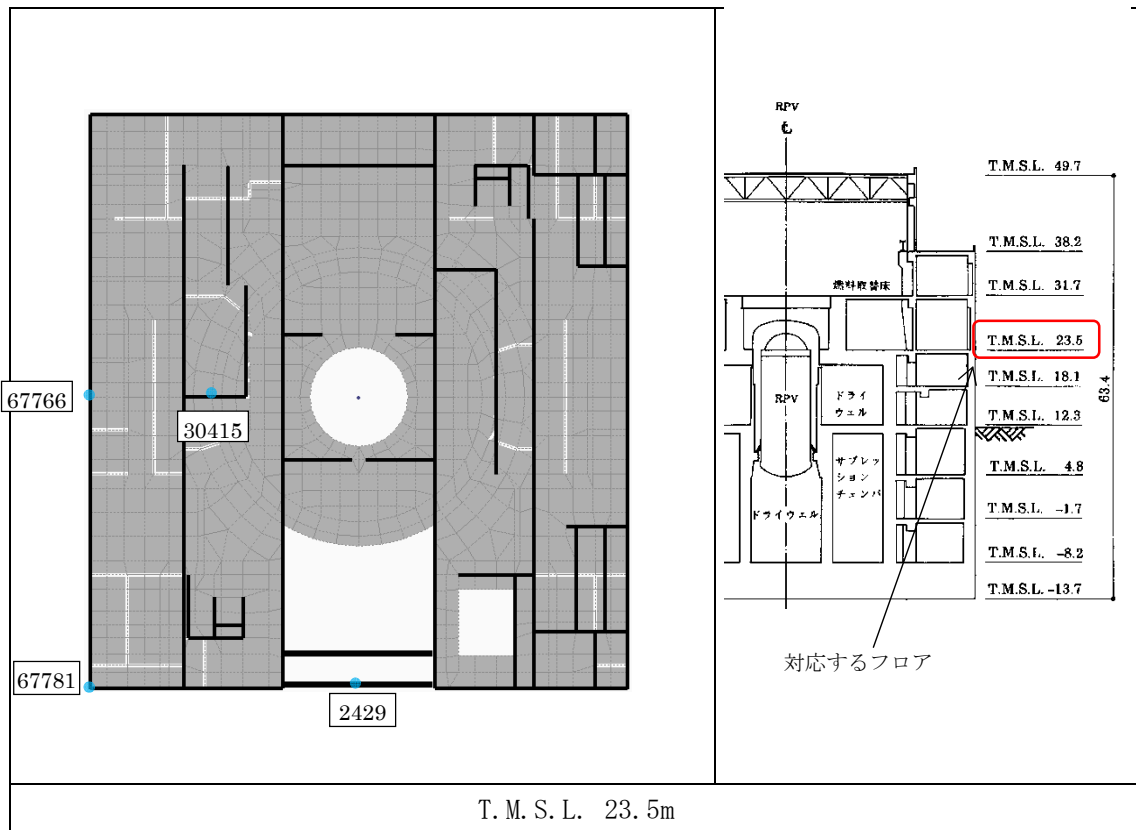 67766
30415
67781
2429
RPV
℄
T.M.S.L. 49.7
T.M.S.L. 38.2
燃料取替床
T.M.S.L. 31.7
T.M.S.L. 23.5
T.M.S.L. 18.1
RPV
ドライ
ウェル
T.M.S.L. 12.3
63.4
サプレッ
ション
チェンバ
T.M.S.L. 4.8
T.M.S.L. -1.7
ドライウェル
T.M.S.L. -8.2
T.M.S.L. -13.7
対応するフロア
T.M.S.L. 23.5m